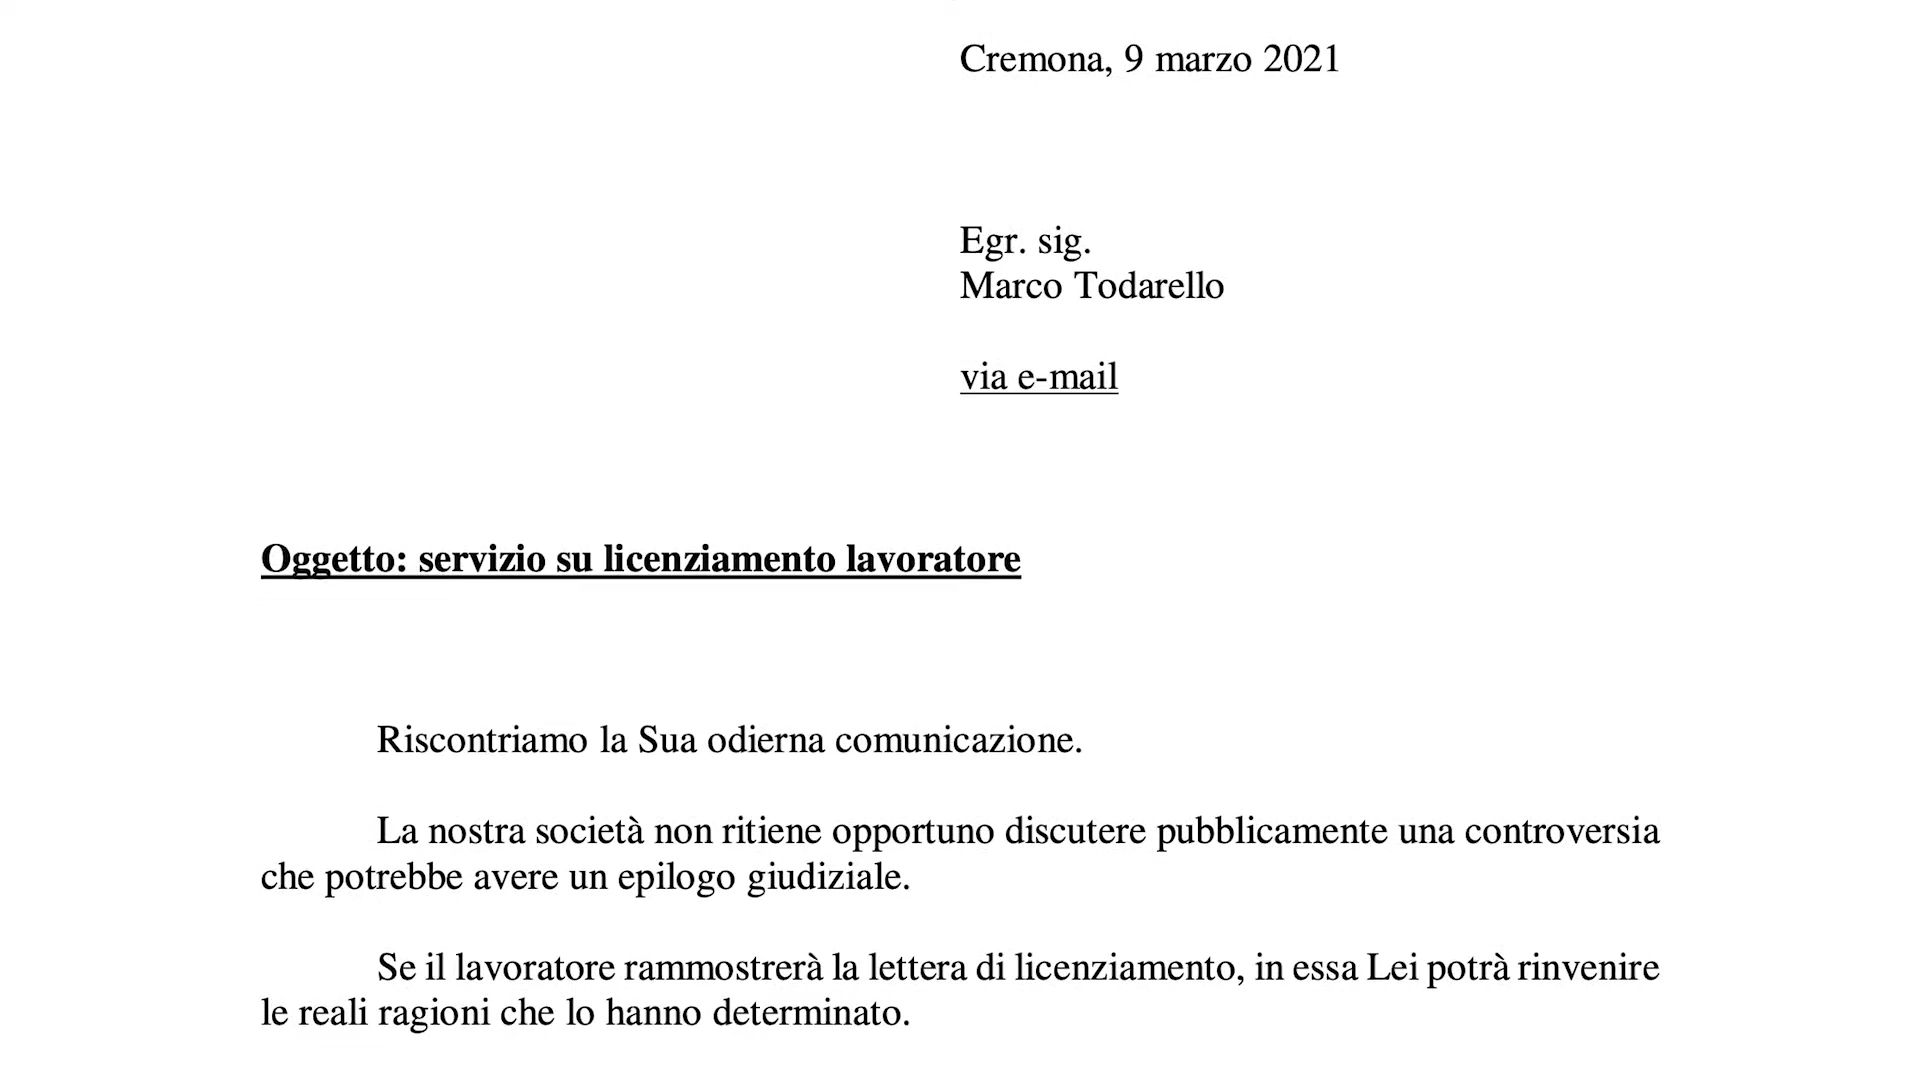 Cremona, 9 marzo 2021
Egr. sig.
Marco Todarello
via e-mail
Oggetto: servizio su licenziamento lavoratore
Riscontriamo la Sua odierna comunicazione.
La nostra società non ritiene opportuno discutere pubblicamente una controversia
che potrebbe avere un epilogo giudiziale.
Se il lavoratore rammostrerà la lettera di licenziamento, in essa Lei potrà rinvenire
le reali ragioni che lo hanno determinato.